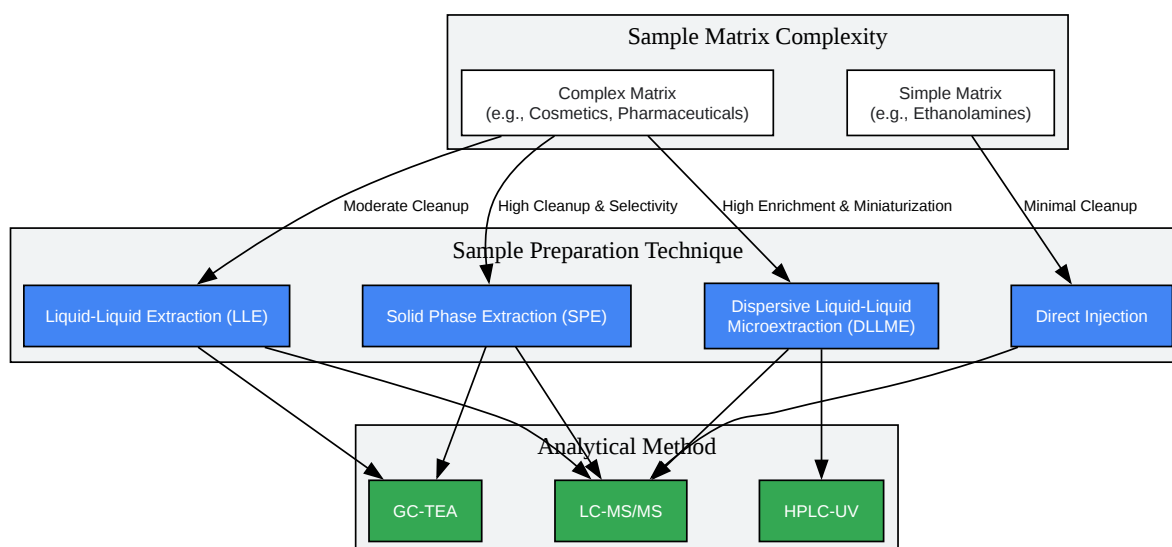 Sample Matrix Complexity
Complex Matrix
(e.g., Cosmetics, Pharmaceuticals)
Simple Matrix
(e.g., Ethanolamines)
Moderate Cleanup
High Cleanup & Selectivity
High Enrichment & Miniaturization
Minimal Cleanup
Sample Preparation Technique
Liquid-Liquid Extraction (LLE)
Solid Phase Extraction (SPE)
Dispersive Liquid-Liquid
Microextraction (DLLME)
Direct Injection
Analytical Method
GC-TEA
LC-MS/MS
HPLC-UV